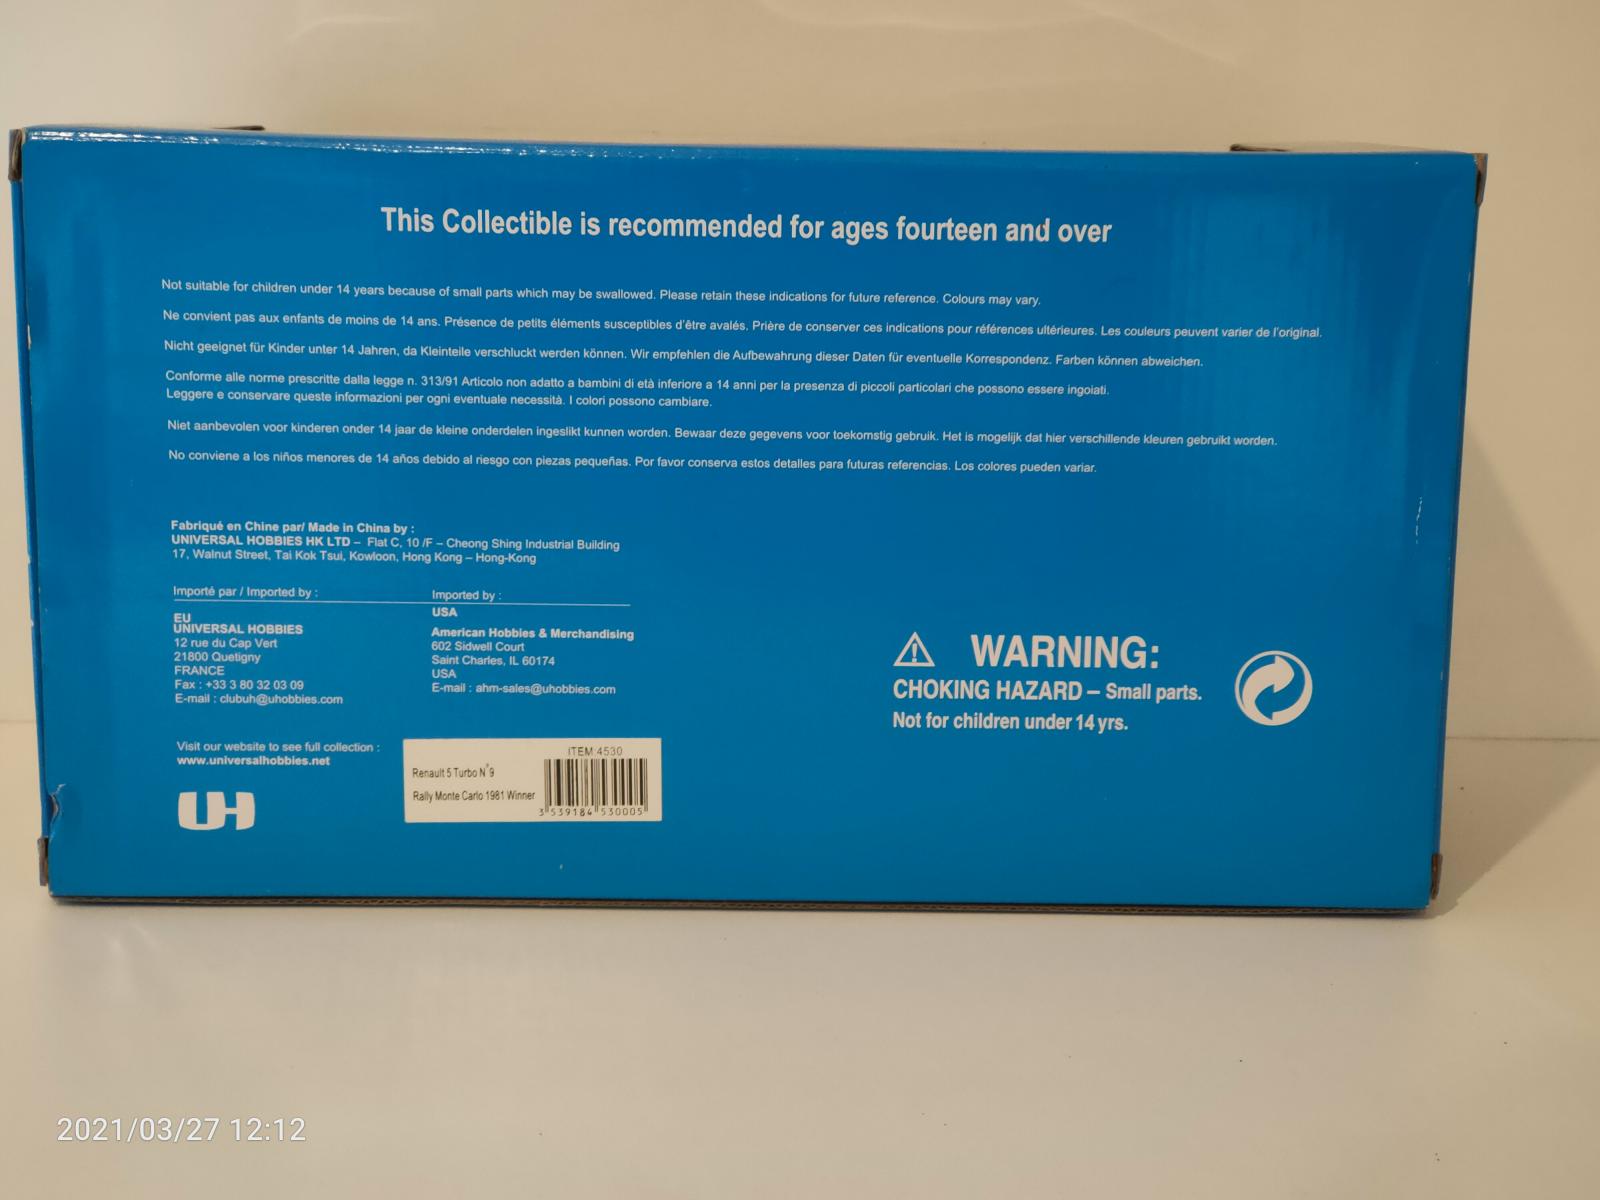 This Collectible is recommended for ages fourteen and over
Not suitable for children under 14 years because of small parts which may be swallowed. Please retain these indications for future reference. Colours may vary.
Ne convient pas aux enfants de moins de 14 ans. Présence de petits éléments susceptibles d'être avalés. Prière de conserver ces indications pour références ultérieures. Les couleurs peuvent varier de l'original.
Nicht geeignet für Kinder unter 14 Jahren, da Kleinteile verschluckt werden können. Wir empfehlen die Aufbewahrung dieser Daten für eventuelle Korrespondenz. Farben können abweichen.
Conforme alle norme prescritte dalla legge n. 313/91 Articolo non adatto a bambini di età inferiore a 14 anni per la presenza di piccoli particolari che possono essere ingoiati.
Leggere e conservare queste informazioni per ogni eventuale necessità. I colori possono cambiare.
Niet aanbevolen voor kinderen onder 14 jaar de kleine onderdelen ingeslikt kunnen worden. Bewaar deze gegevens voor toekomstig gebruik. Het is mogelijk dat hier verschillende kleuren gebruikt worden.
No conviene a los niños menores de 14 años debido al riesgo con piezas pequeñas. Por favor conserva estos detalles para futuras referencias. Los colores pueden variar.
Fabriqué en Chine par/ Made in China by :
UNIVERSAL HOBBIES HK LTD – Flat C, 10 /F – Cheong Shing Industrial Building
17, Walnut Street, Tai Kok Tsui, Kowloon, Hong Kong – Hong-Kong
Importé par / Imported by :
EU
UNIVERSAL HOBBIES
12 rue du Cap Vert
21800 Quetigny
FRANCE
Fax : +33 3 80 32 03 09
E-mail : clubuh@uhobbies.com
Imported by :
USA
American Hobbies & Merchandising
602 Sidwell Court
Saint Charles, IL 60174
USA
E-mail : ahm-sales@uhobbies.com
WARNING:
CHOKING HAZARD – Small parts.
Not for children under 14 yrs.
Visit our website to see full collection :
www.universalhobbies.net
UH
ITEM:4530
Renault 5 Turbo N°9
Rally Monte Carlo 1981 Winner
3 539184 530005
2021/03/27 12:12